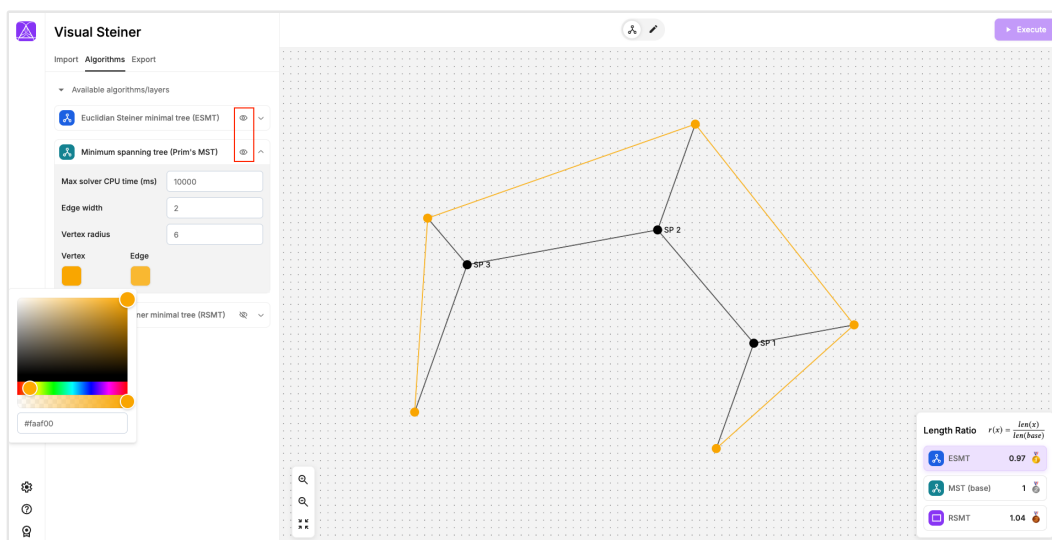 Visual Steiner
Execute
Import Algorithms Export
Available algorithms/layers
Euclidian Steiner minimal tree (ESMT)
Minimum spanning tree (Prim's MST)
Max solver CPU time (ms) 10000
Edge width 2
Vertex radius 6
Vertex Edge
ner minimal tree (RSMT)
#faaf00
SP 2
SP 3
SP 1
Length Ratio r(x) = len(x) / len(base)
ESMT 0.97
MST (base) 1
RSMT 1.04